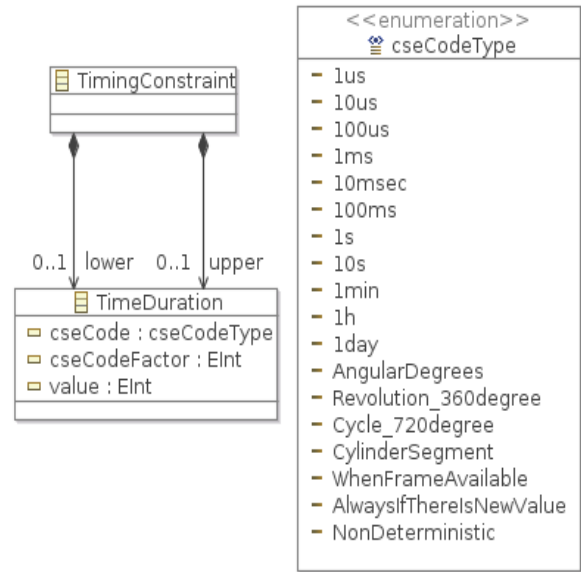 TimingConstraint
0..1 lower 0..1 upper
TimeDuration
cseCode : cseCodeType
cseCodeFactor : EInt
value : EInt
<<enumeration>>
cseCodeType
1us
10us
100us
1ms
10msec
100ms
1s
10s
1min
1h
1day
AngularDegrees
Revolution_360degree
Cycle_720degree
CylinderSegment
WhenFrameAvailable
AlwaysIfThereIsNewValue
NonDeterministic